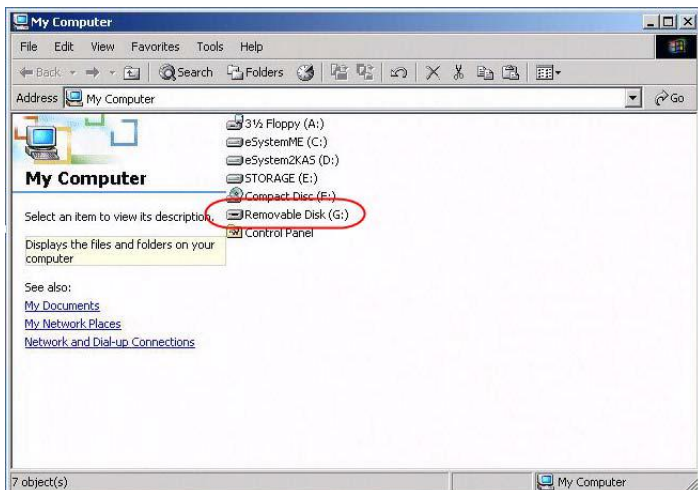 My Computer
File Edit View Favorites Tools Help
Back Search Folders
Address My Computer Go
3½ Floppy (A:)
eSystemME (C:)
eSystem2KAS (D:)
STORAGE (E:)
Compact Disc (F:)
Removable Disk (G:)
Control Panel
My Computer
Select an item to view its description.
Displays the files and folders on your
computer
See also:
My Documents
My Network Places
Network and Dial-up Connections
7 object(s) My Computer